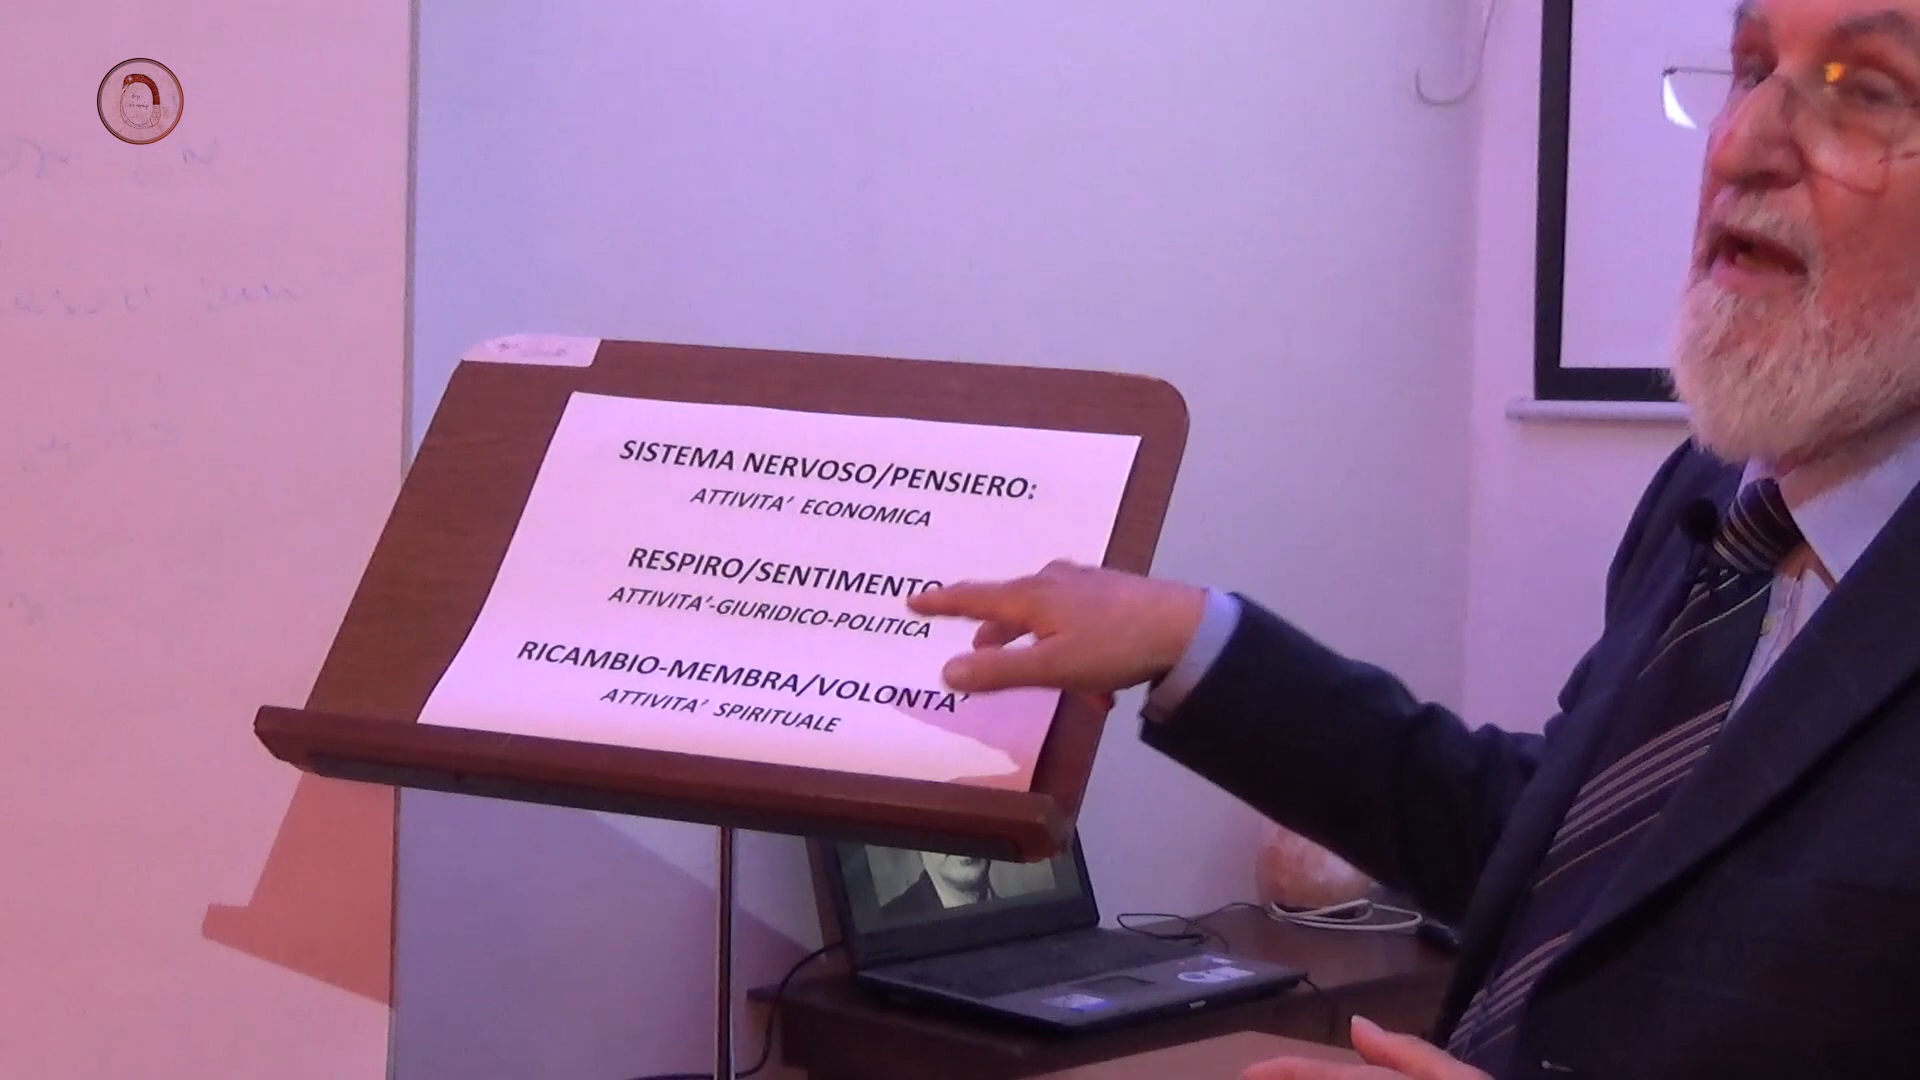 SISTEMA NERVOSO/PENSIERO:
ATTIVITA' ECONOMICA
RESPIRO/SENTIMENTO
ATTIVITA'-GIURIDICO-POLITICA
RICAMBIO-MEMBRA/VOLONTA'
ATTIVITA' SPIRITUALE